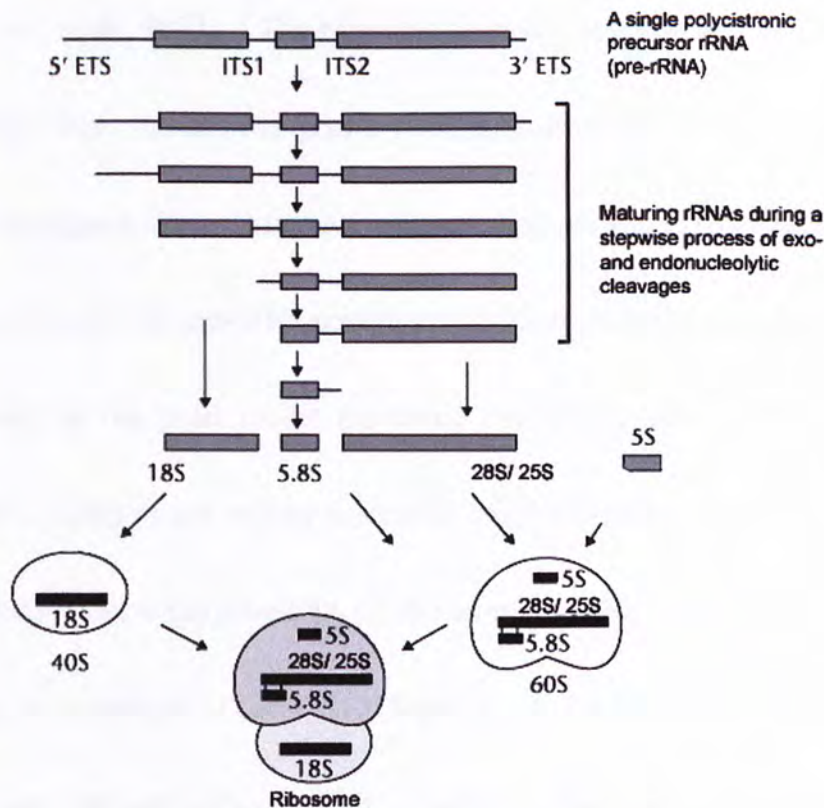 A single polycistronic
precursor rRNA
(pre-rRNA)
5′ ETS
ITS1
ITS2
3′ ETS
Maturing rRNAs during a
stepwise process of exo-
and endonucleolytic
cleavages
18S
5.8S
28S/ 25S
5S
18S
40S
5S
28S/ 25S
5.8S
60S
5S
28S/ 25S
5.8S
18S
Ribosome